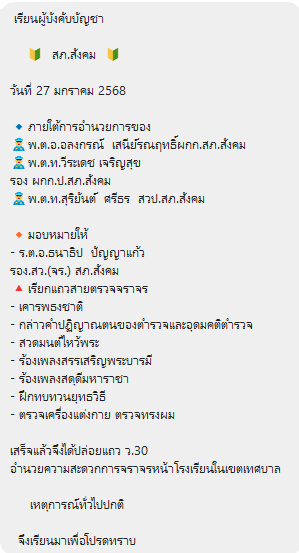 เรียนผู้บังคับบัญชา
🔰 สภ.สังคม 🔰
วันที่ 27 มกราคม 2568
🔹ภายใต้การอำนวยการของ
👮พ.ต.อ.อลงกรณ์ เสนีย์รณฤทธิ์ผกก.สภ.สังคม
👮พ.ต.ท.วีระเดช เจริญสุข
รอง ผกก.ป.สภ.สังคม
👮พ.ต.ท.สุริยันต์ ศรีธร สวป.สภ.สังคม
🔸มอบหมายให้
- ร.ต.อ.ธนาธิป ปัญญาแก้ว
รอง.สว.(จร.) สภ.สังคม
🔺เรียกแถวสายตรวจจราจร
- เคารพธงชาติ
- กล่าวคำปฏิญาณตนของตำรวจและอุดมคติตำรวจ
- สวดมนต์ไหว้พระ
- ร้องเพลงสรรเสริญพระบารมี
- ร้องเพลงสดุดีมหาราชา
- ฝึกทบทวนยุทธวิธี
- ตรวจเครื่องแต่งกาย ตรวจทรงผม
เสร็จแล้วจึงได้ปล่อยแถว ว.30
อำนวยความสะดวกการจราจรหน้าโรงเรียนในเขตเทศบาล
เหตุการณ์ทั่วไปปกติ
จึงเรียนมาเพื่อโปรดทราบ